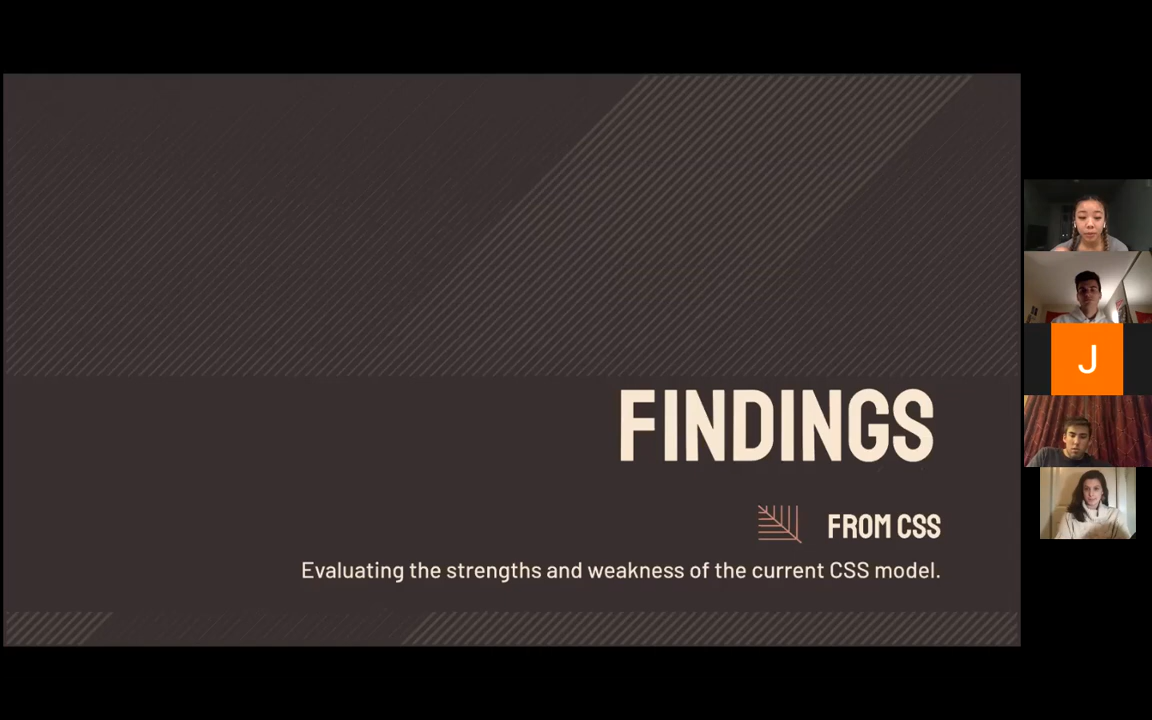 FINDINGS
FROM CSS
Evaluating the strengths and weakness of the current CSS model.
J